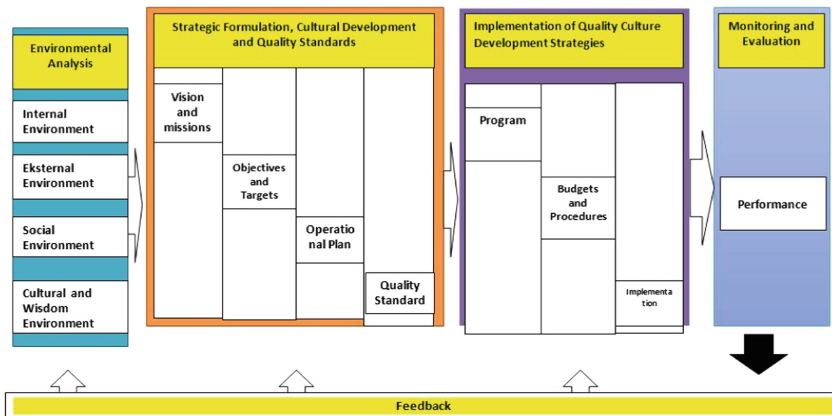 Environmental
Analysis
Internal
Environment
Eksternal
Environment
Social
Environment
Cultural and
Wisdom
Environment
Strategic Formulation, Cultural Development
and Quality Standards
Vision
and
missions
Objectives
and
Targets
Operatio
nal Plan
Quality
Standard
Implementation of Quality Culture
Development Strategies
Program
Budgets
and
Procedures
Implementa
tion
Monitoring and
Evaluation
Performance
Feedback